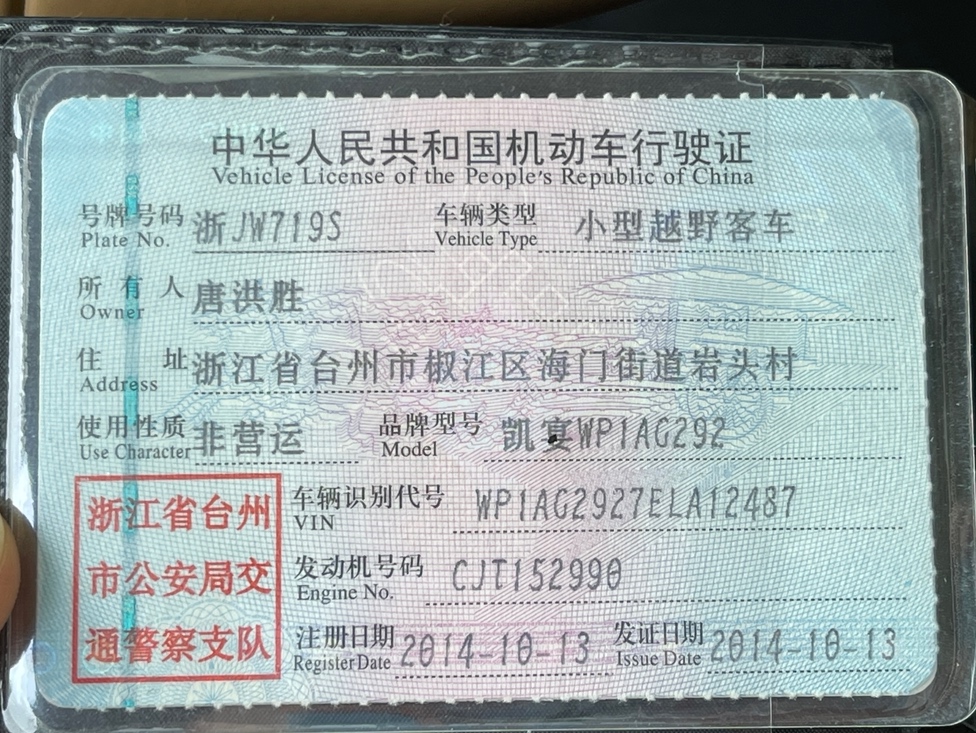 中华人民共和国机动车行驶证
Vehicle License of the People's Republic of China
号牌号码 浙JW719S 车辆类型 小型越野客车
Plate No. Vehicle Type
所有人 唐洪胜
Owner
住址 浙江省台州市椒江区海门街道岩头村
Address
使用性质 非营运 品牌型号 凯宴WP1AG292
Use Character Model
浙江省台州
市公安局交
通警察支队
车辆识别代号 WP1AG2927ELA12487
VIN
发动机号码 CJT152990
Engine No.
注册日期 2014-10-13 发证日期 2014-10-13
Register Date Issue Date